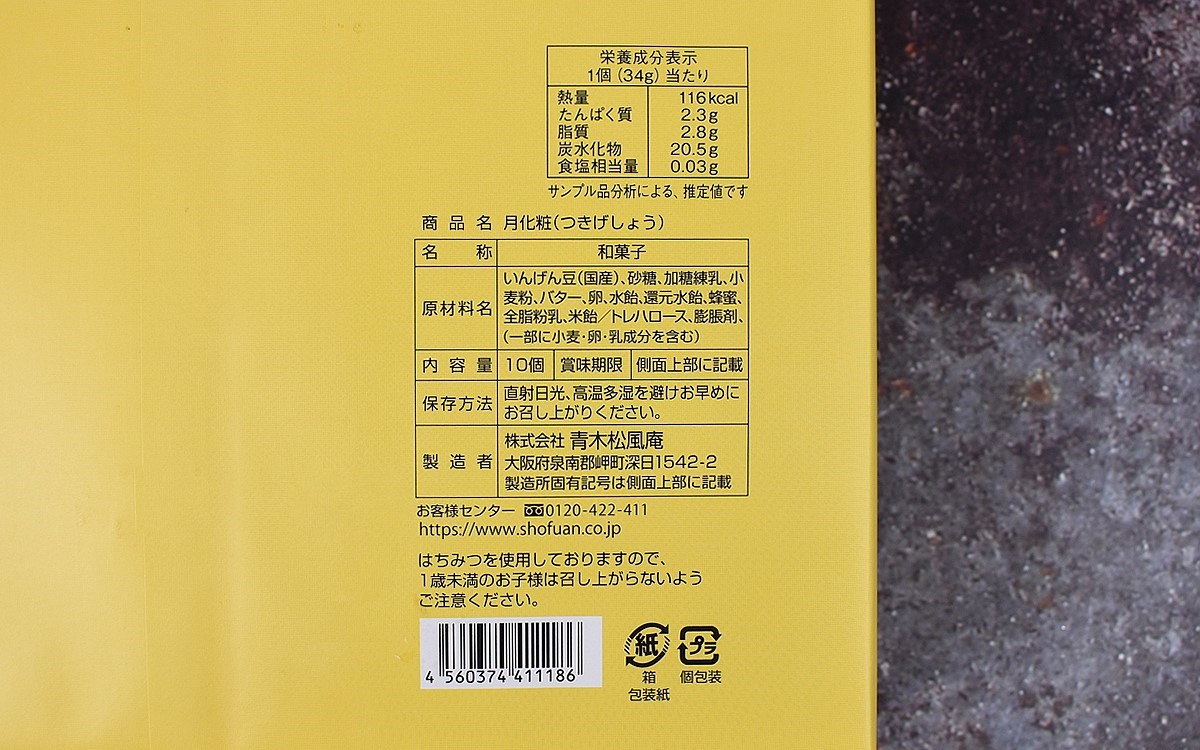 栄養成分表示
1個（34g）当たり
熱量 116kcal
たんぱく質 2.3g
脂質 2.8g
炭水化物 20.5g
食塩相当量 0.03g
サンプル品分析による、推定値です
商品名 月化粧（つきげしょう）
名称 和菓子
原材料名
いんげん豆（国産）、砂糖、加糖練乳、小
麦粉、バター、卵、水飴、還元水飴、蜂蜜、
全脂粉乳、米飴／トレハロース、膨脹剤、
（一部に小麦・卵・乳成分を含む）
内容量 10個 賞味期限 側面上部に記載
保存方法
直射日光、高温多湿を避けお早めに
お召し上がりください。
製造者
株式会社 青木松風庵
大阪府泉南郡岬町深日1542-2
製造所固有記号は側面上部に記載
お客様センター 0120-422-411
https://www.shofuan.co.jp
はちみつを使用しておりますので、
1歳未満のお子様は召し上がらないよう
ご注意ください。
4 560374 411186
紙 プラ
箱 個包装
包装紙